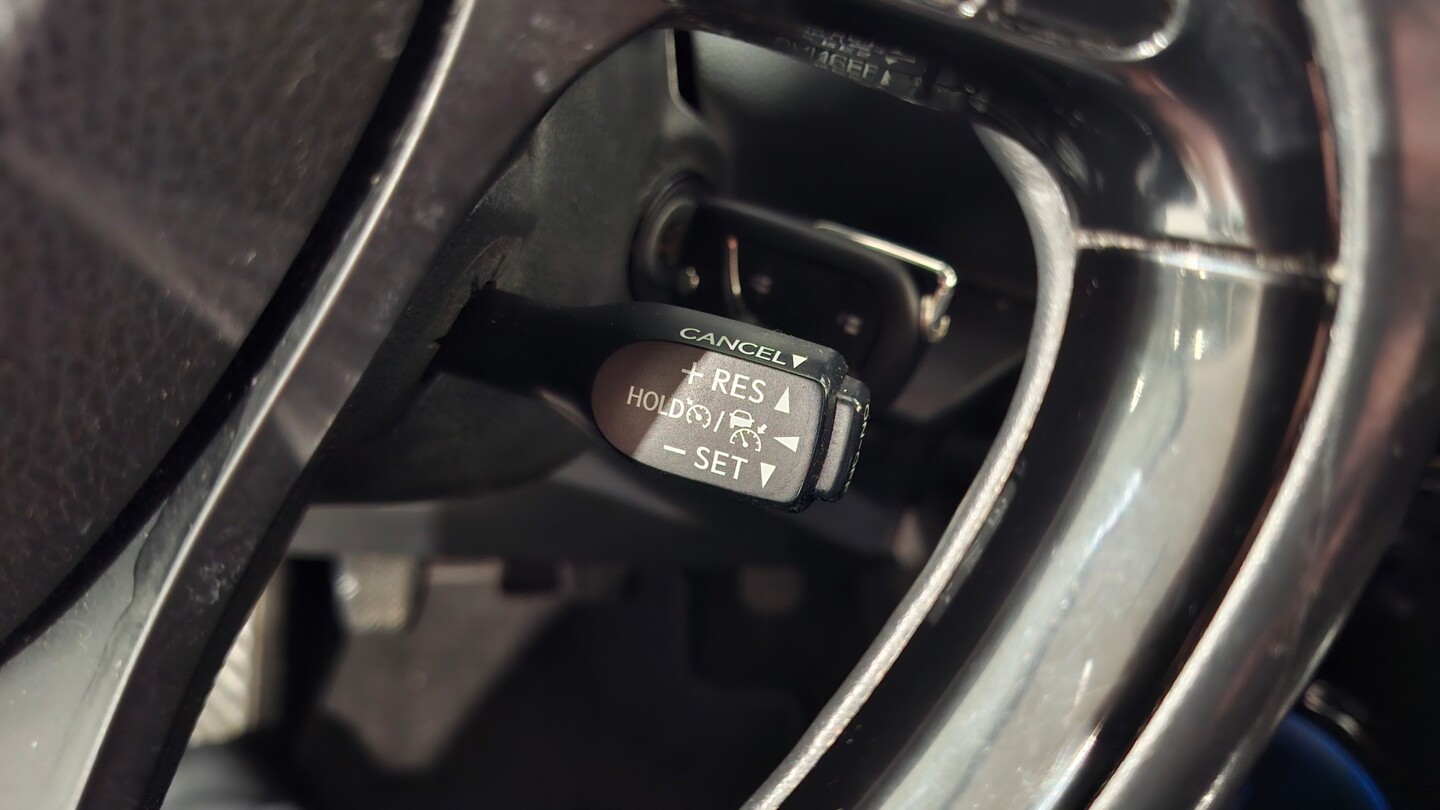 CANCEL▼
+ RES ▲
HOLD / ◀
− SET ▼